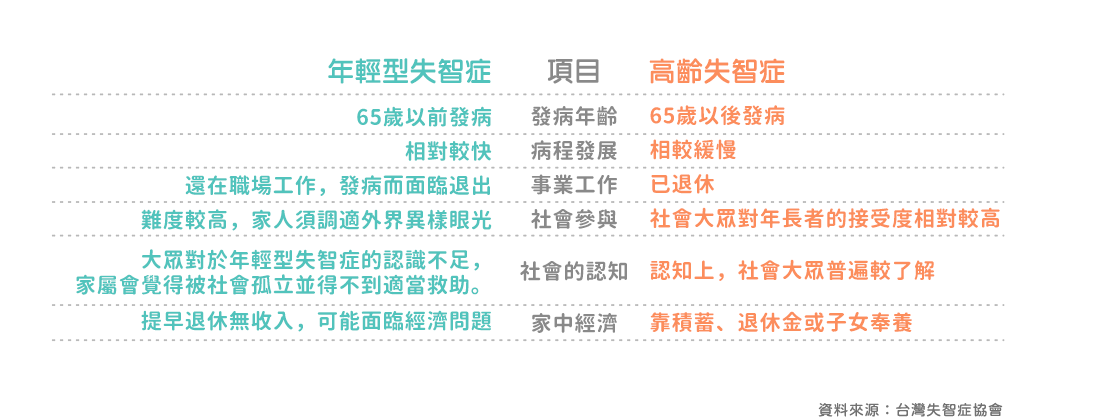 年輕型失智症 項目 高齡失智症
65歲以前發病 發病年齡 65歲以後發病
相對較快 病程發展 相較緩慢
還在職場工作，發病而面臨退出 事業工作 已退休
難度較高，家人須調適外界異樣眼光 社會參與 社會大眾對年長者的接受度相對較高
大眾對於年輕型失智症的認識不足，
家屬會覺得被社會孤立並得不到適當救助。 社會的認知 認知上，社會大眾普遍較了解
提早退休無收入，可能面臨經濟問題 家中經濟 靠積蓄、退休金或子女奉養
資料來源：台灣失智症協會